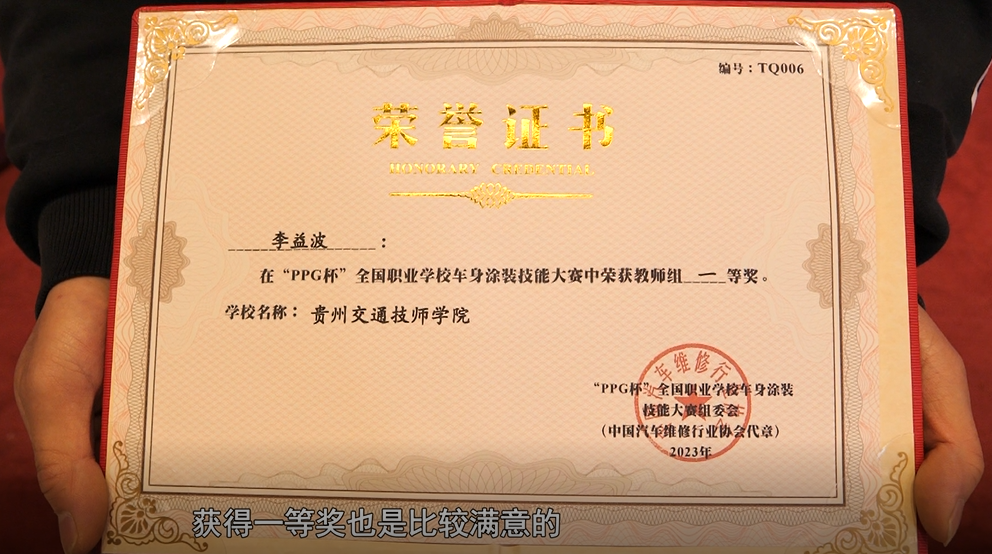 编号：TQ006
荣誉证书
HONORARY CREDENTIAL
李益波：
在“PPG杯”全国职业学校车身涂装技能大赛中荣获教师组一等奖。
学校名称：贵州交通技师学院
“PPG杯”全国职业学校车身涂装
技能大赛组委会
（中国汽车维修行业协会代章）
2023年
获得一等奖也是比较满意的